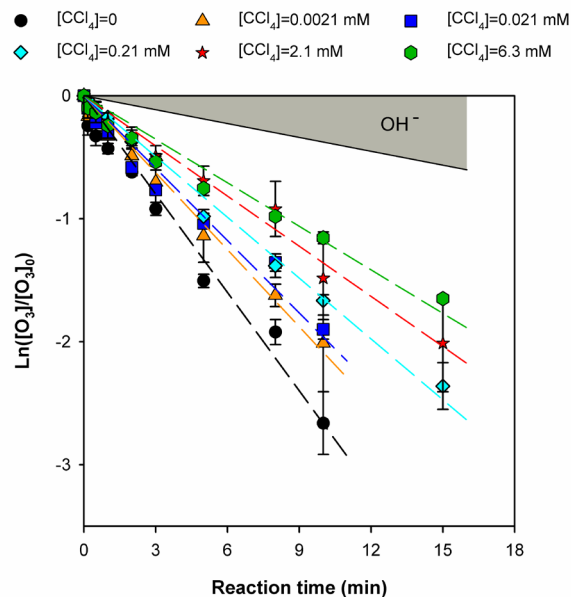 [CCl₄]=0 [CCl₄]=0.0021 mM [CCl₄]=0.021 mM
[CCl₄]=0.21 mM [CCl₄]=2.1 mM [CCl₄]=6.3 mM
0
OH⁻
-1
-2
-3
Ln([O₃]/[O₃]₀)
0 3 6 9 12 15 18
Reaction time (min)